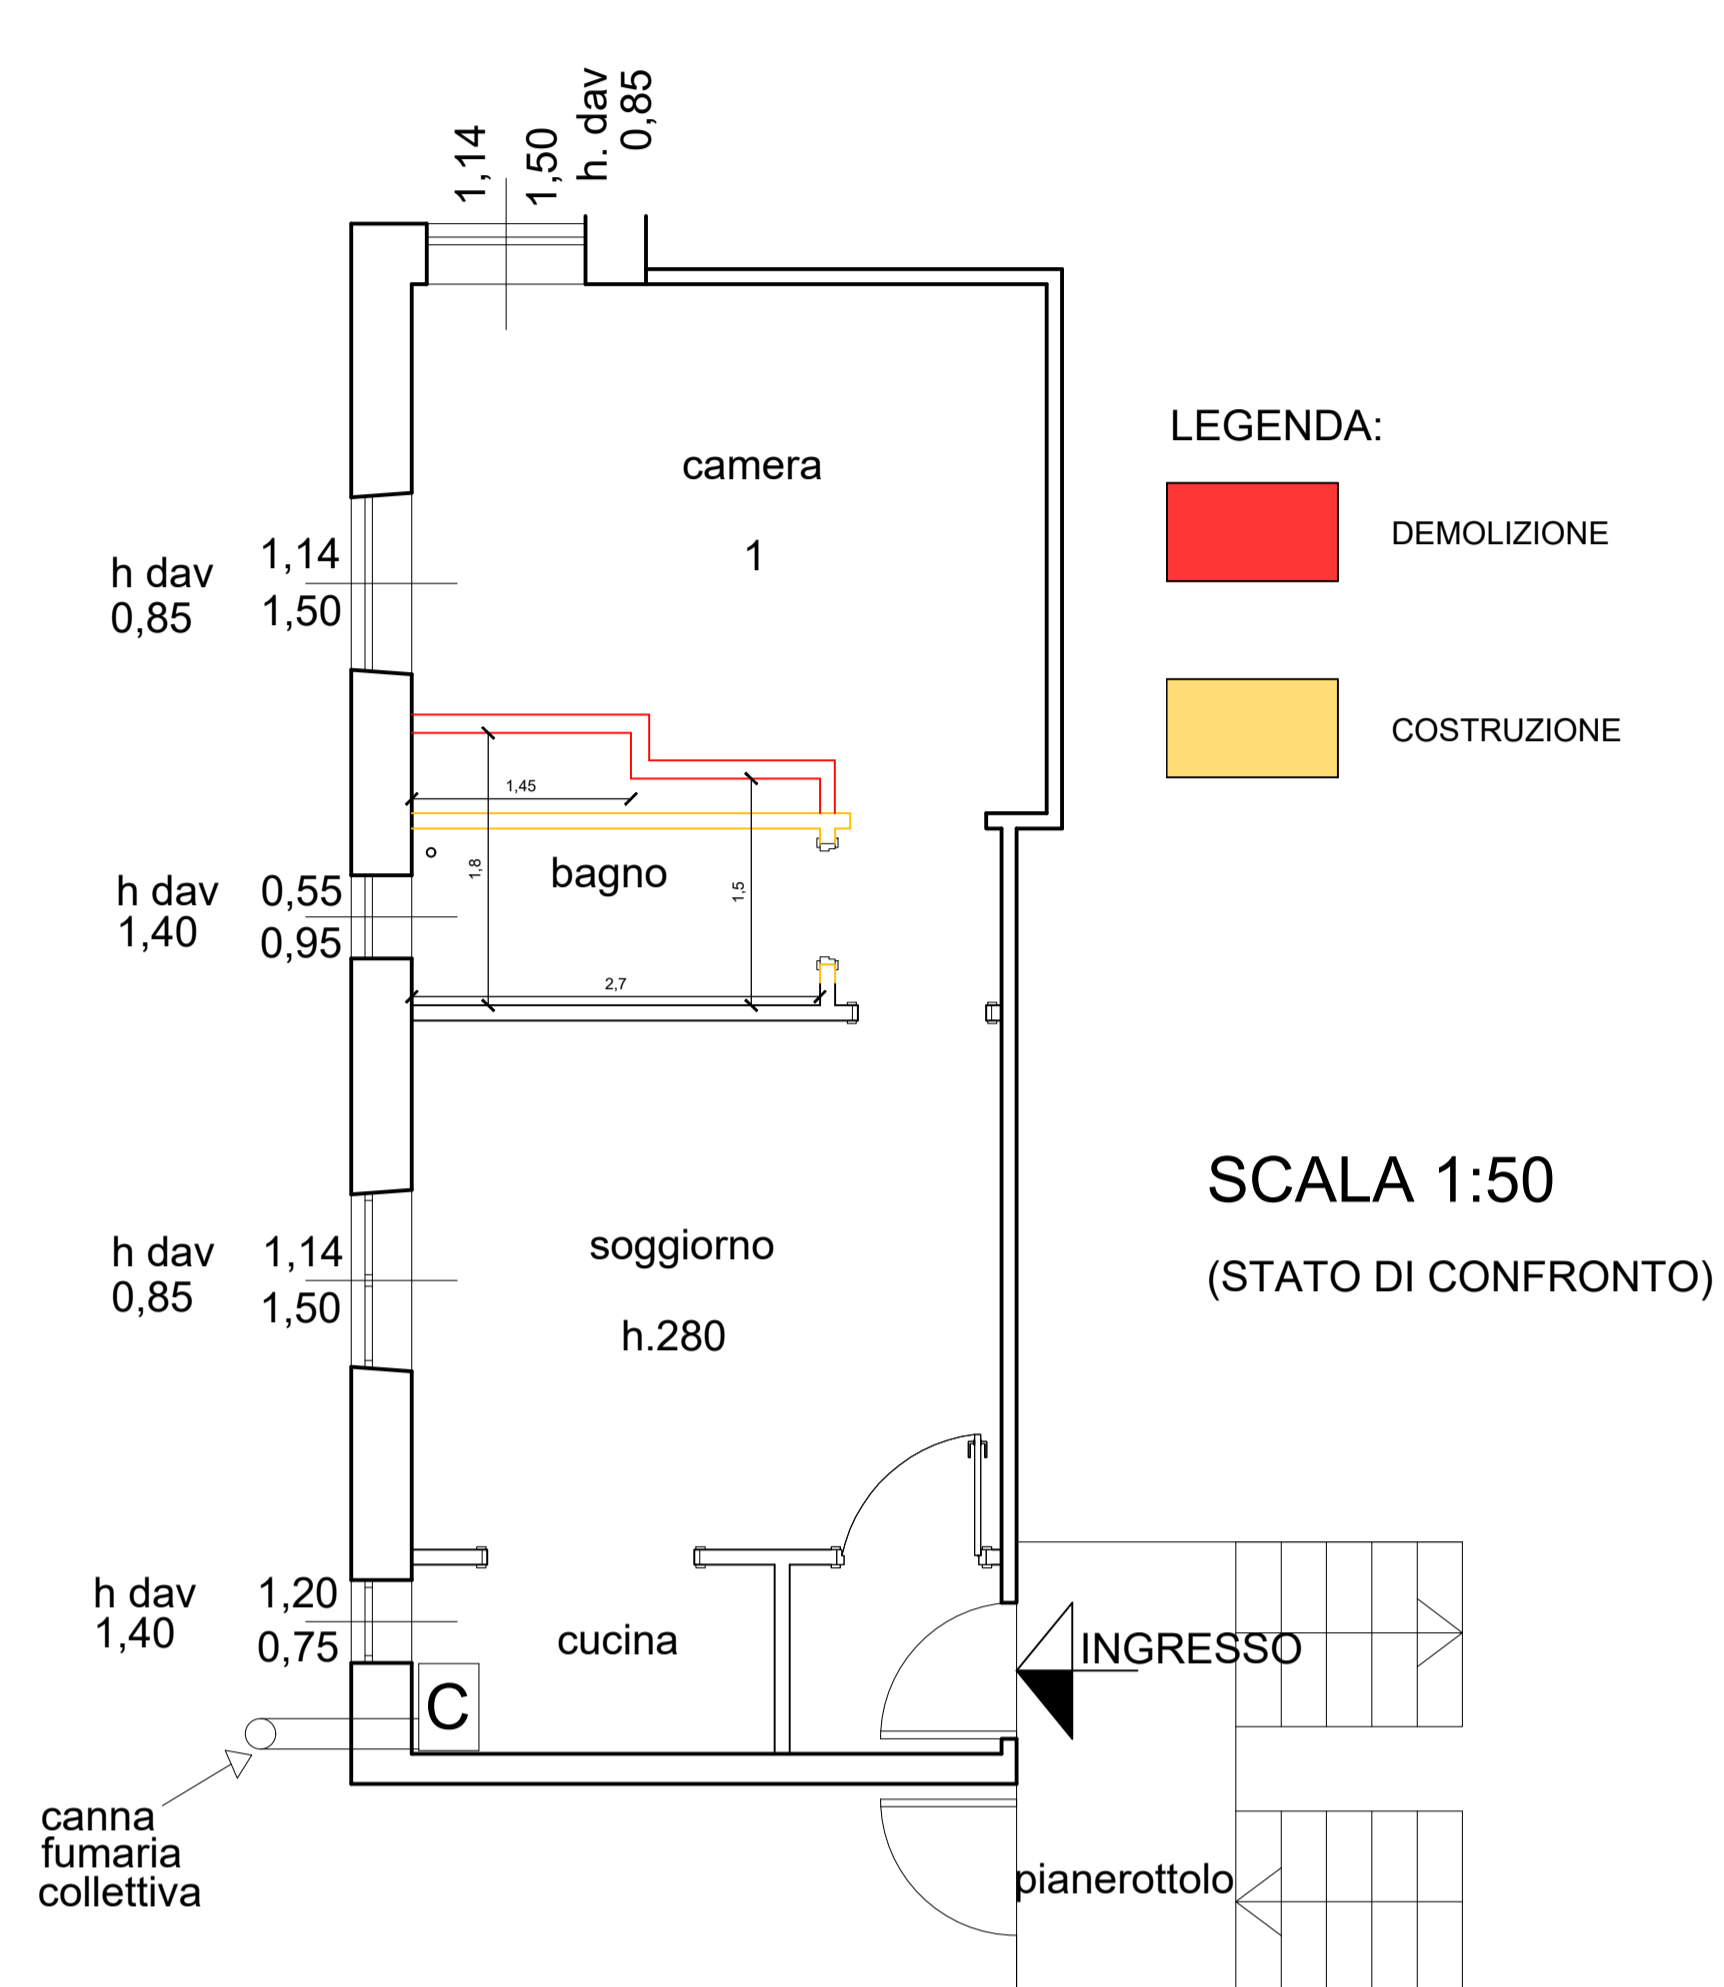 1,14
1,50
h. dav
0,85
LEGENDA:
camera
1
DEMOLIZIONE
h dav
0,85
1,14
1,50
COSTRUZIONE
1,45
1,8
bagno
1,5
h dav
1,40
0,55
0,95
2,7
SCALA 1:50
(STATO DI CONFRONTO)
h dav
0,85
1,14
1,50
soggiorno
h.280
h dav
1,40
1,20
0,75
cucina
INGRESSO
C
canna
fumaria
collettiva
pianerottolo